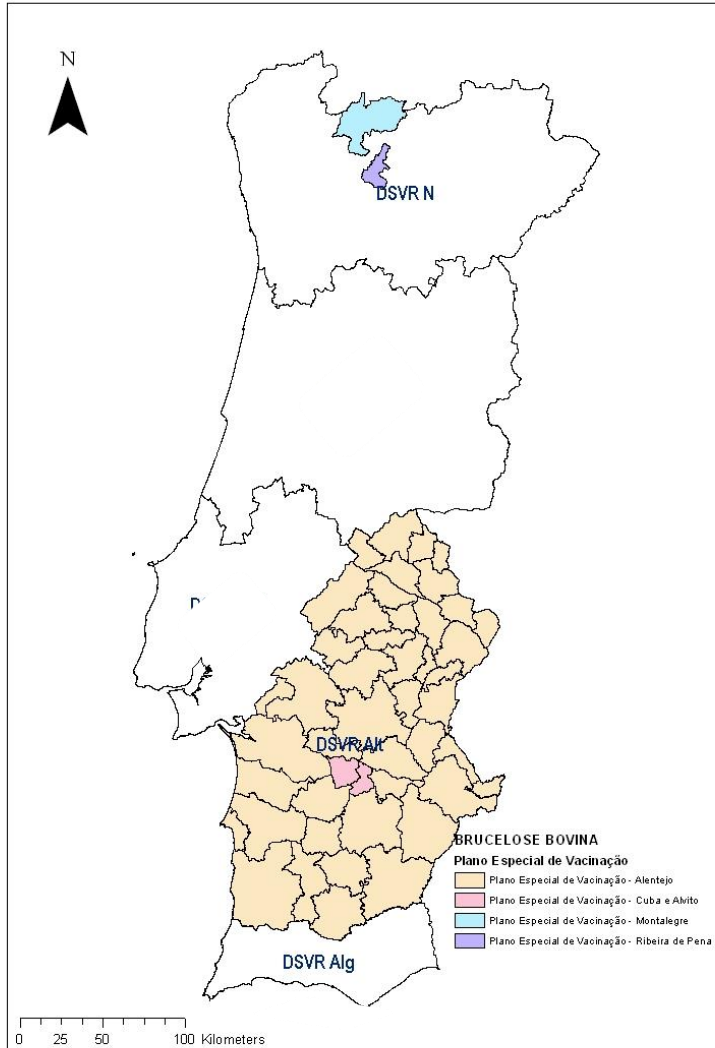 N
DSVR N
DSVR Alt
BRUCELOSE BOVINA
Plano Especial de Vacinação
Plano Especial de Vacinação - Alentejo
Plano Especial de Vacinação - Cuba e Alvito
Plano Especial de Vacinação - Montalegre
Plano Especial de Vacinação - Ribeira de Pena
DSVR Alg
0 25 50 100 Kilometers